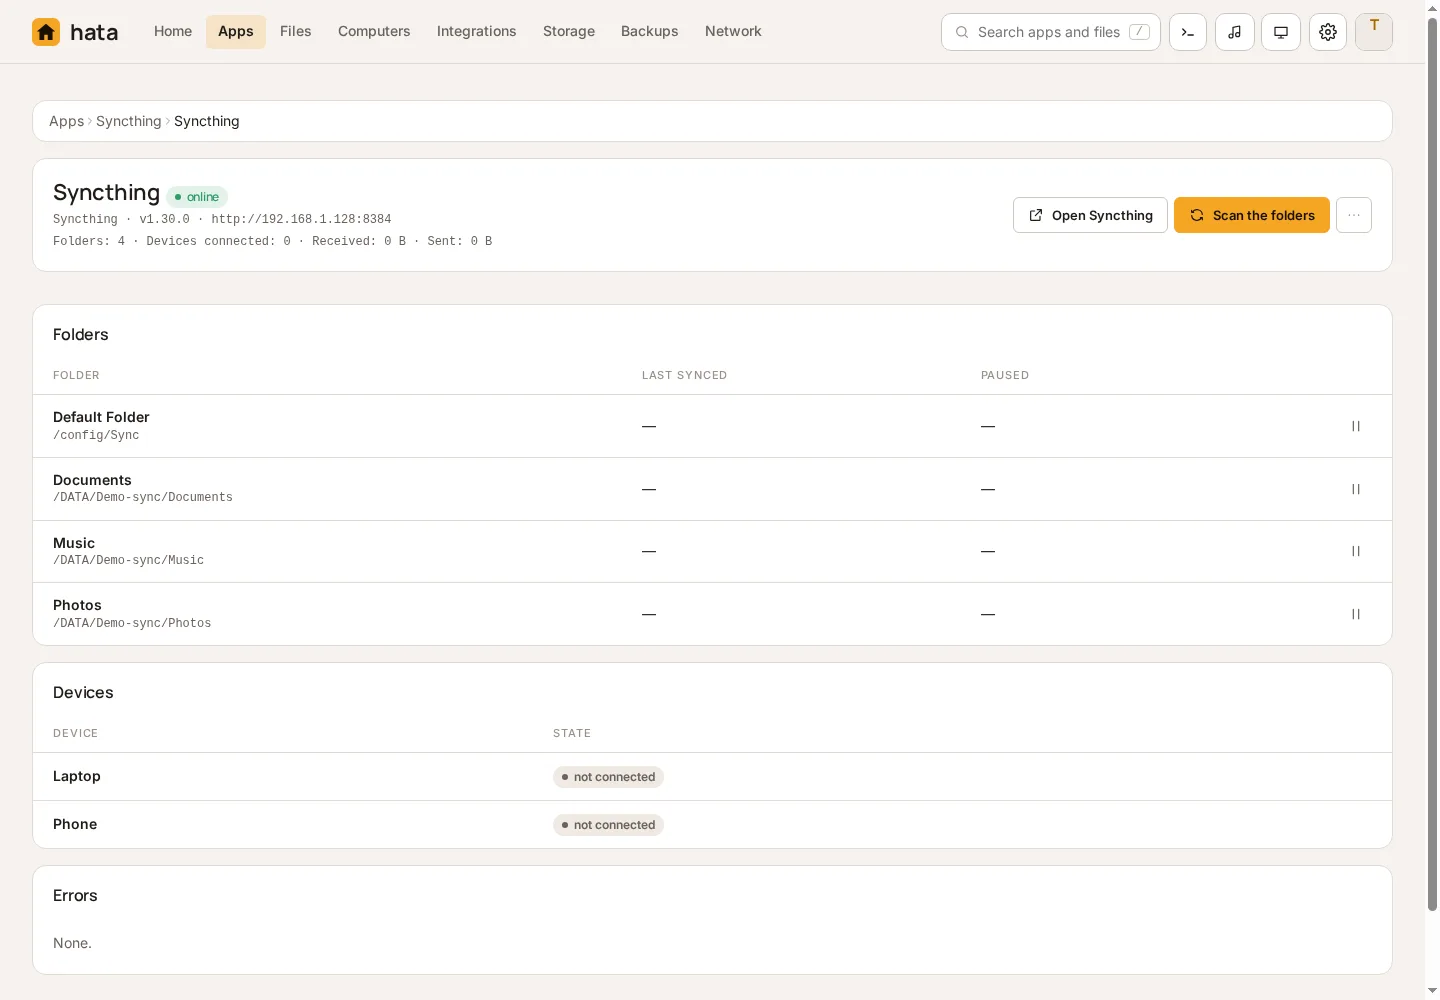 hata Home Apps Files Computers Integrations Storage Backups Network Search apps and files / T
Apps › Syncthing › Syncthing
Syncthing online
Syncthing · v1.30.0 · http://192.168.1.128:8384
Folders: 4 · Devices connected: 0 · Received: 0 B · Sent: 0 B
Open Syncthing Scan the folders ...
Folders
FOLDER LAST SYNCED PAUSED
Default Folder — —
/config/Sync
Documents — —
/DATA/Demo-sync/Documents
Music — —
/DATA/Demo-sync/Music
Photos — —
/DATA/Demo-sync/Photos
Devices
DEVICE STATE
Laptop not connected
Phone not connected
Errors
None.